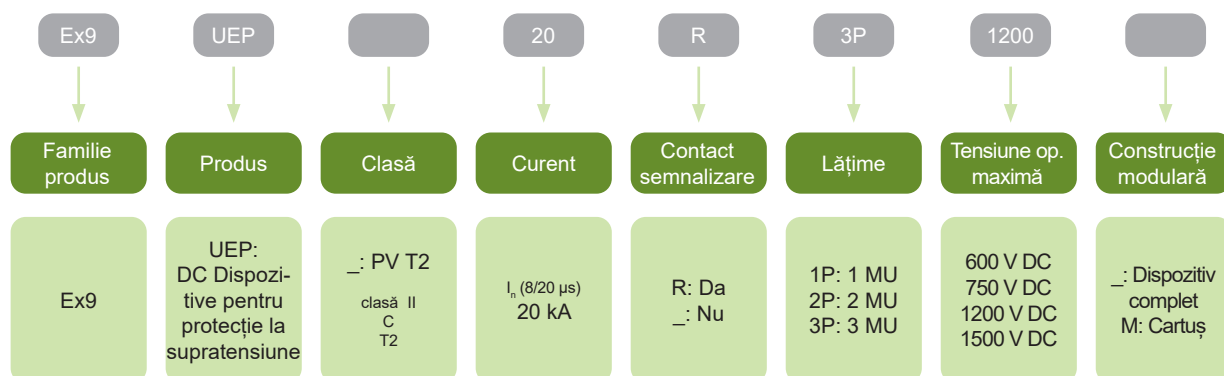 Ex9
UEP
20
R
3P
1200
Familie
produs
Produs
Clasă
Curent
Contact
semnalizare
Lățime
Tensiune op.
maximă
Construcție
modulară
Ex9
UEP:
DC Dispozi-
tive pentru
protecție la
supratensiune
_: PV T2
clasă II
C
T2
In (8/20 µs)
20 kA
R: Da
_: Nu
1P: 1 MU
2P: 2 MU
3P: 3 MU
600 V DC
750 V DC
1200 V DC
1500 V DC
_: Dispozitiv
complet
M: Cartuș